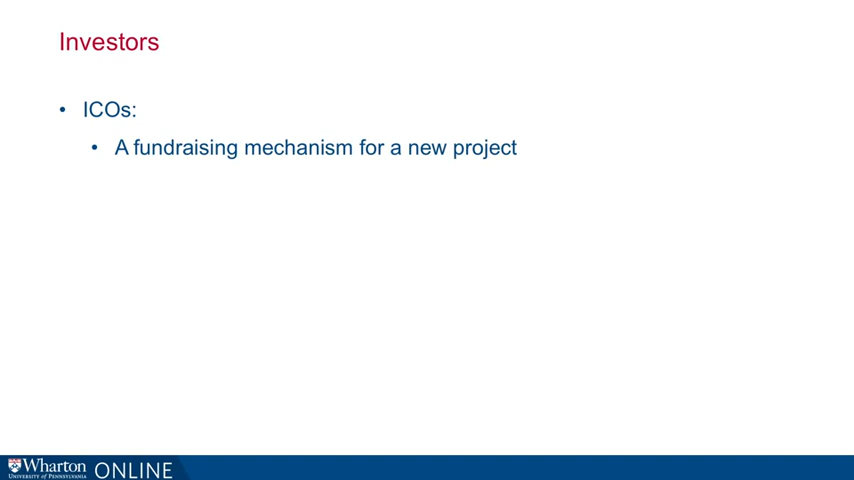 Investors
• ICOs:
• A fundraising mechanism for a new project
Wharton
UNIVERSITY of PENNSYLVANIA
ONLINE